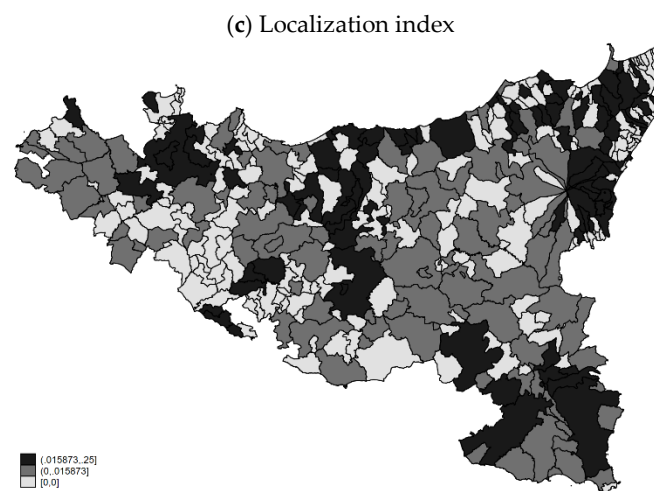 (c) Localization index
(.015873,.25]
(0,.015873]
[0,0]